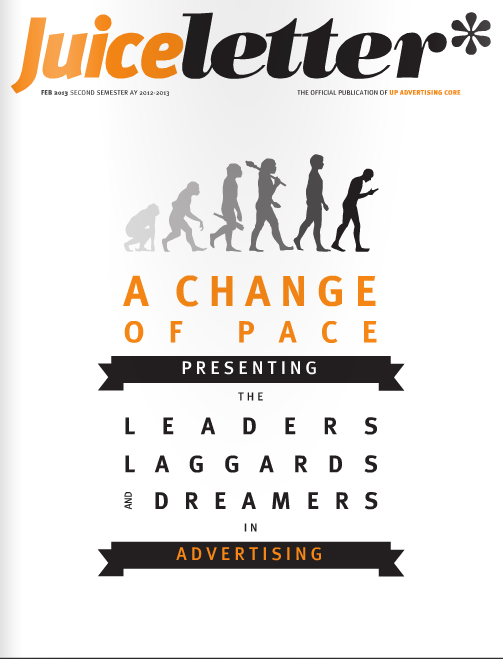 Juiceletter*
FEB 2013 SECOND SEMESTER AY 2012-2013
THE OFFICIAL PUBLICATION OF UP ADVERTISING CORE
A CHANGE
OF PACE
PRESENTING
THE
LEADERS
LAGGARDS
AND DREAMERS
IN
ADVERTISING